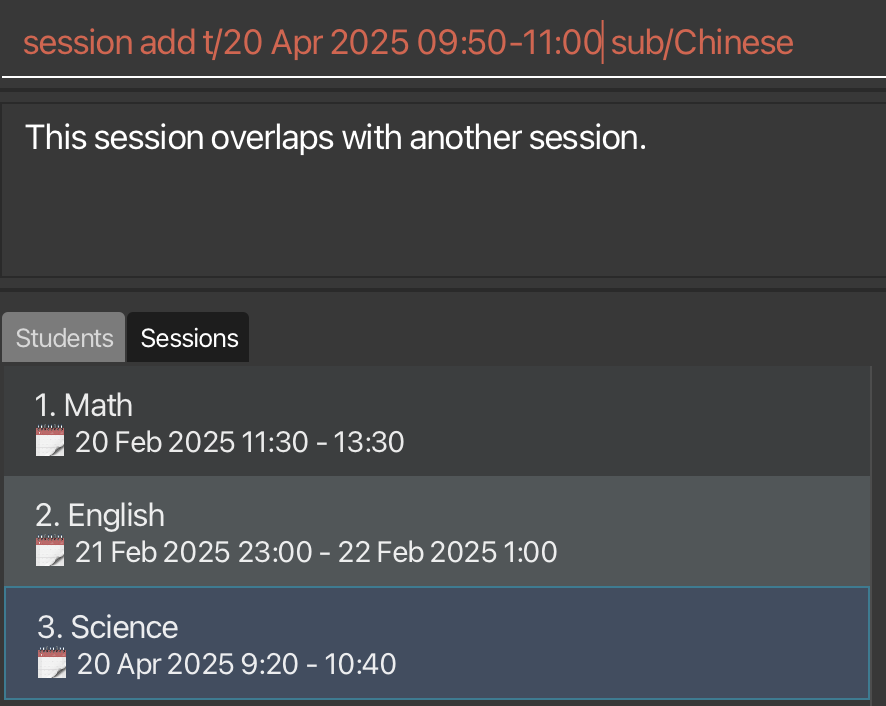 session add t/20 Apr 2025 09:50-11:00 sub/Chinese
This session overlaps with another session.
Students
Sessions
1. Math
20 Feb 2025 11:30 - 13:30
2. English
21 Feb 2025 23:00 - 22 Feb 2025 1:00
3. Science
20 Apr 2025 9:20 - 10:40